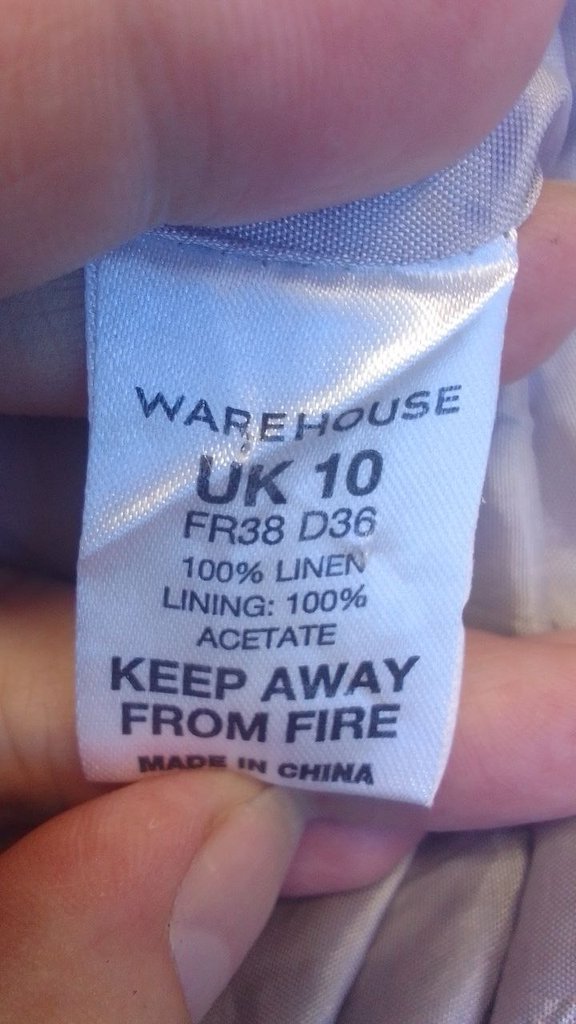 WAREHOUSE
UK 10
FR38 D36
100% LINEN
LINING: 100%
ACETATE
KEEP AWAY
FROM FIRE
MADE IN CHINA